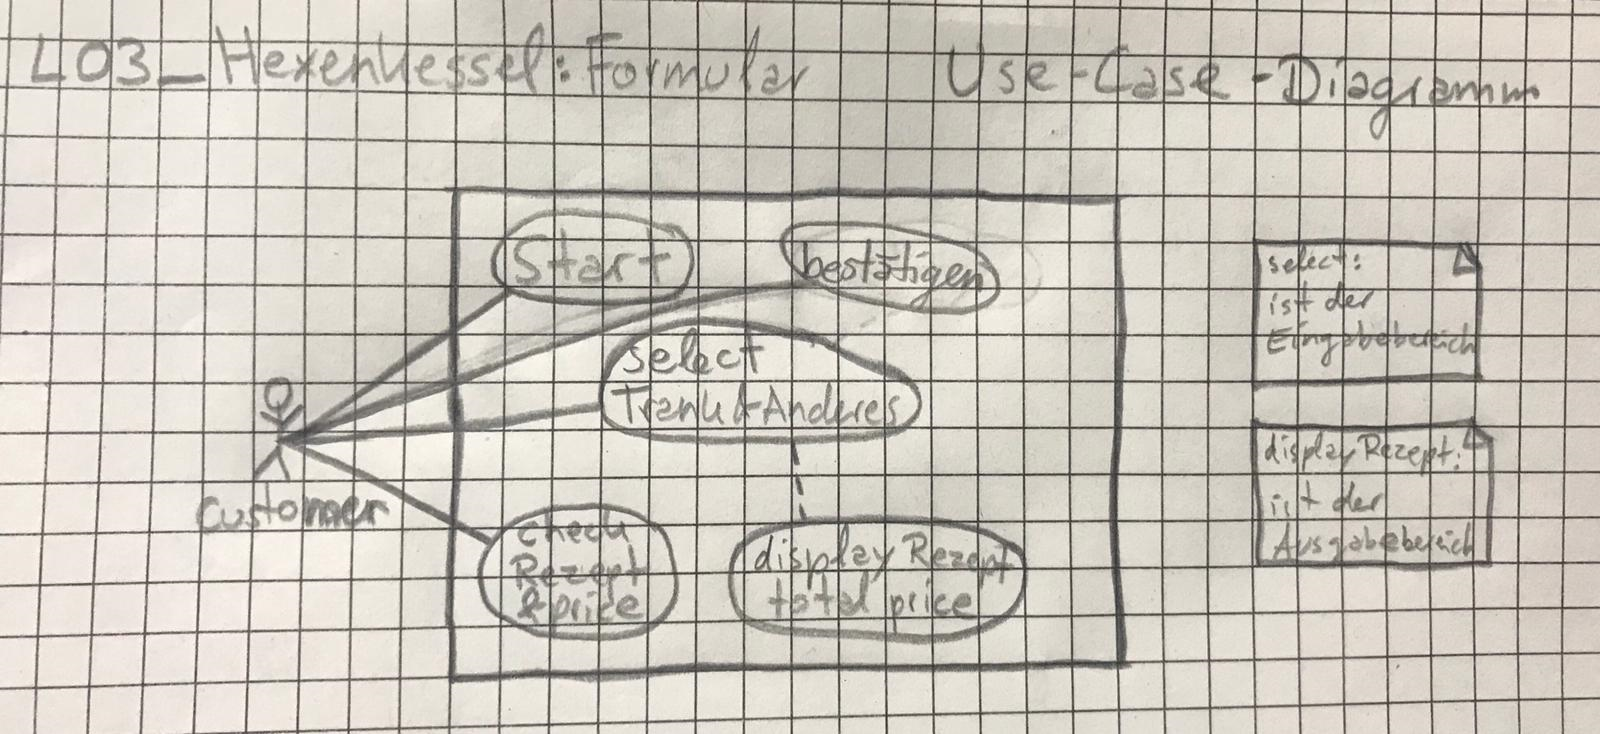 L03_Hexenkessel: Formular Use-Case-Diagramm
Start
bestätigen
select
Trank & Anderes
customer
check
Rezept
& price
display Rezept
total price
select:
ist der
Eingabebereich
display Rezept:
ist der
Ausgabebereich